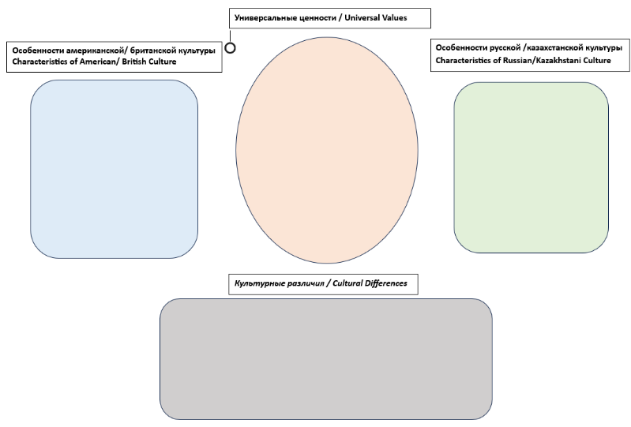 Универсальные ценности / Universal Values
Особенности американской/ британской культуры
Characteristics of American/ British Culture
Особенности русской /казахстанской культуры
Characteristics of Russian/Kazakhstani Culture
Культурные различия / Cultural Differences